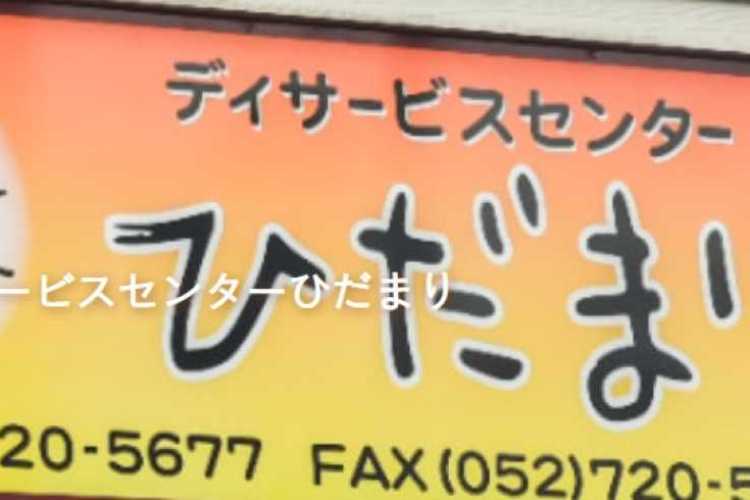 ディサービスセンター
ひだま
ービスセンターひだまり
20-5677 FAX(052)720-5